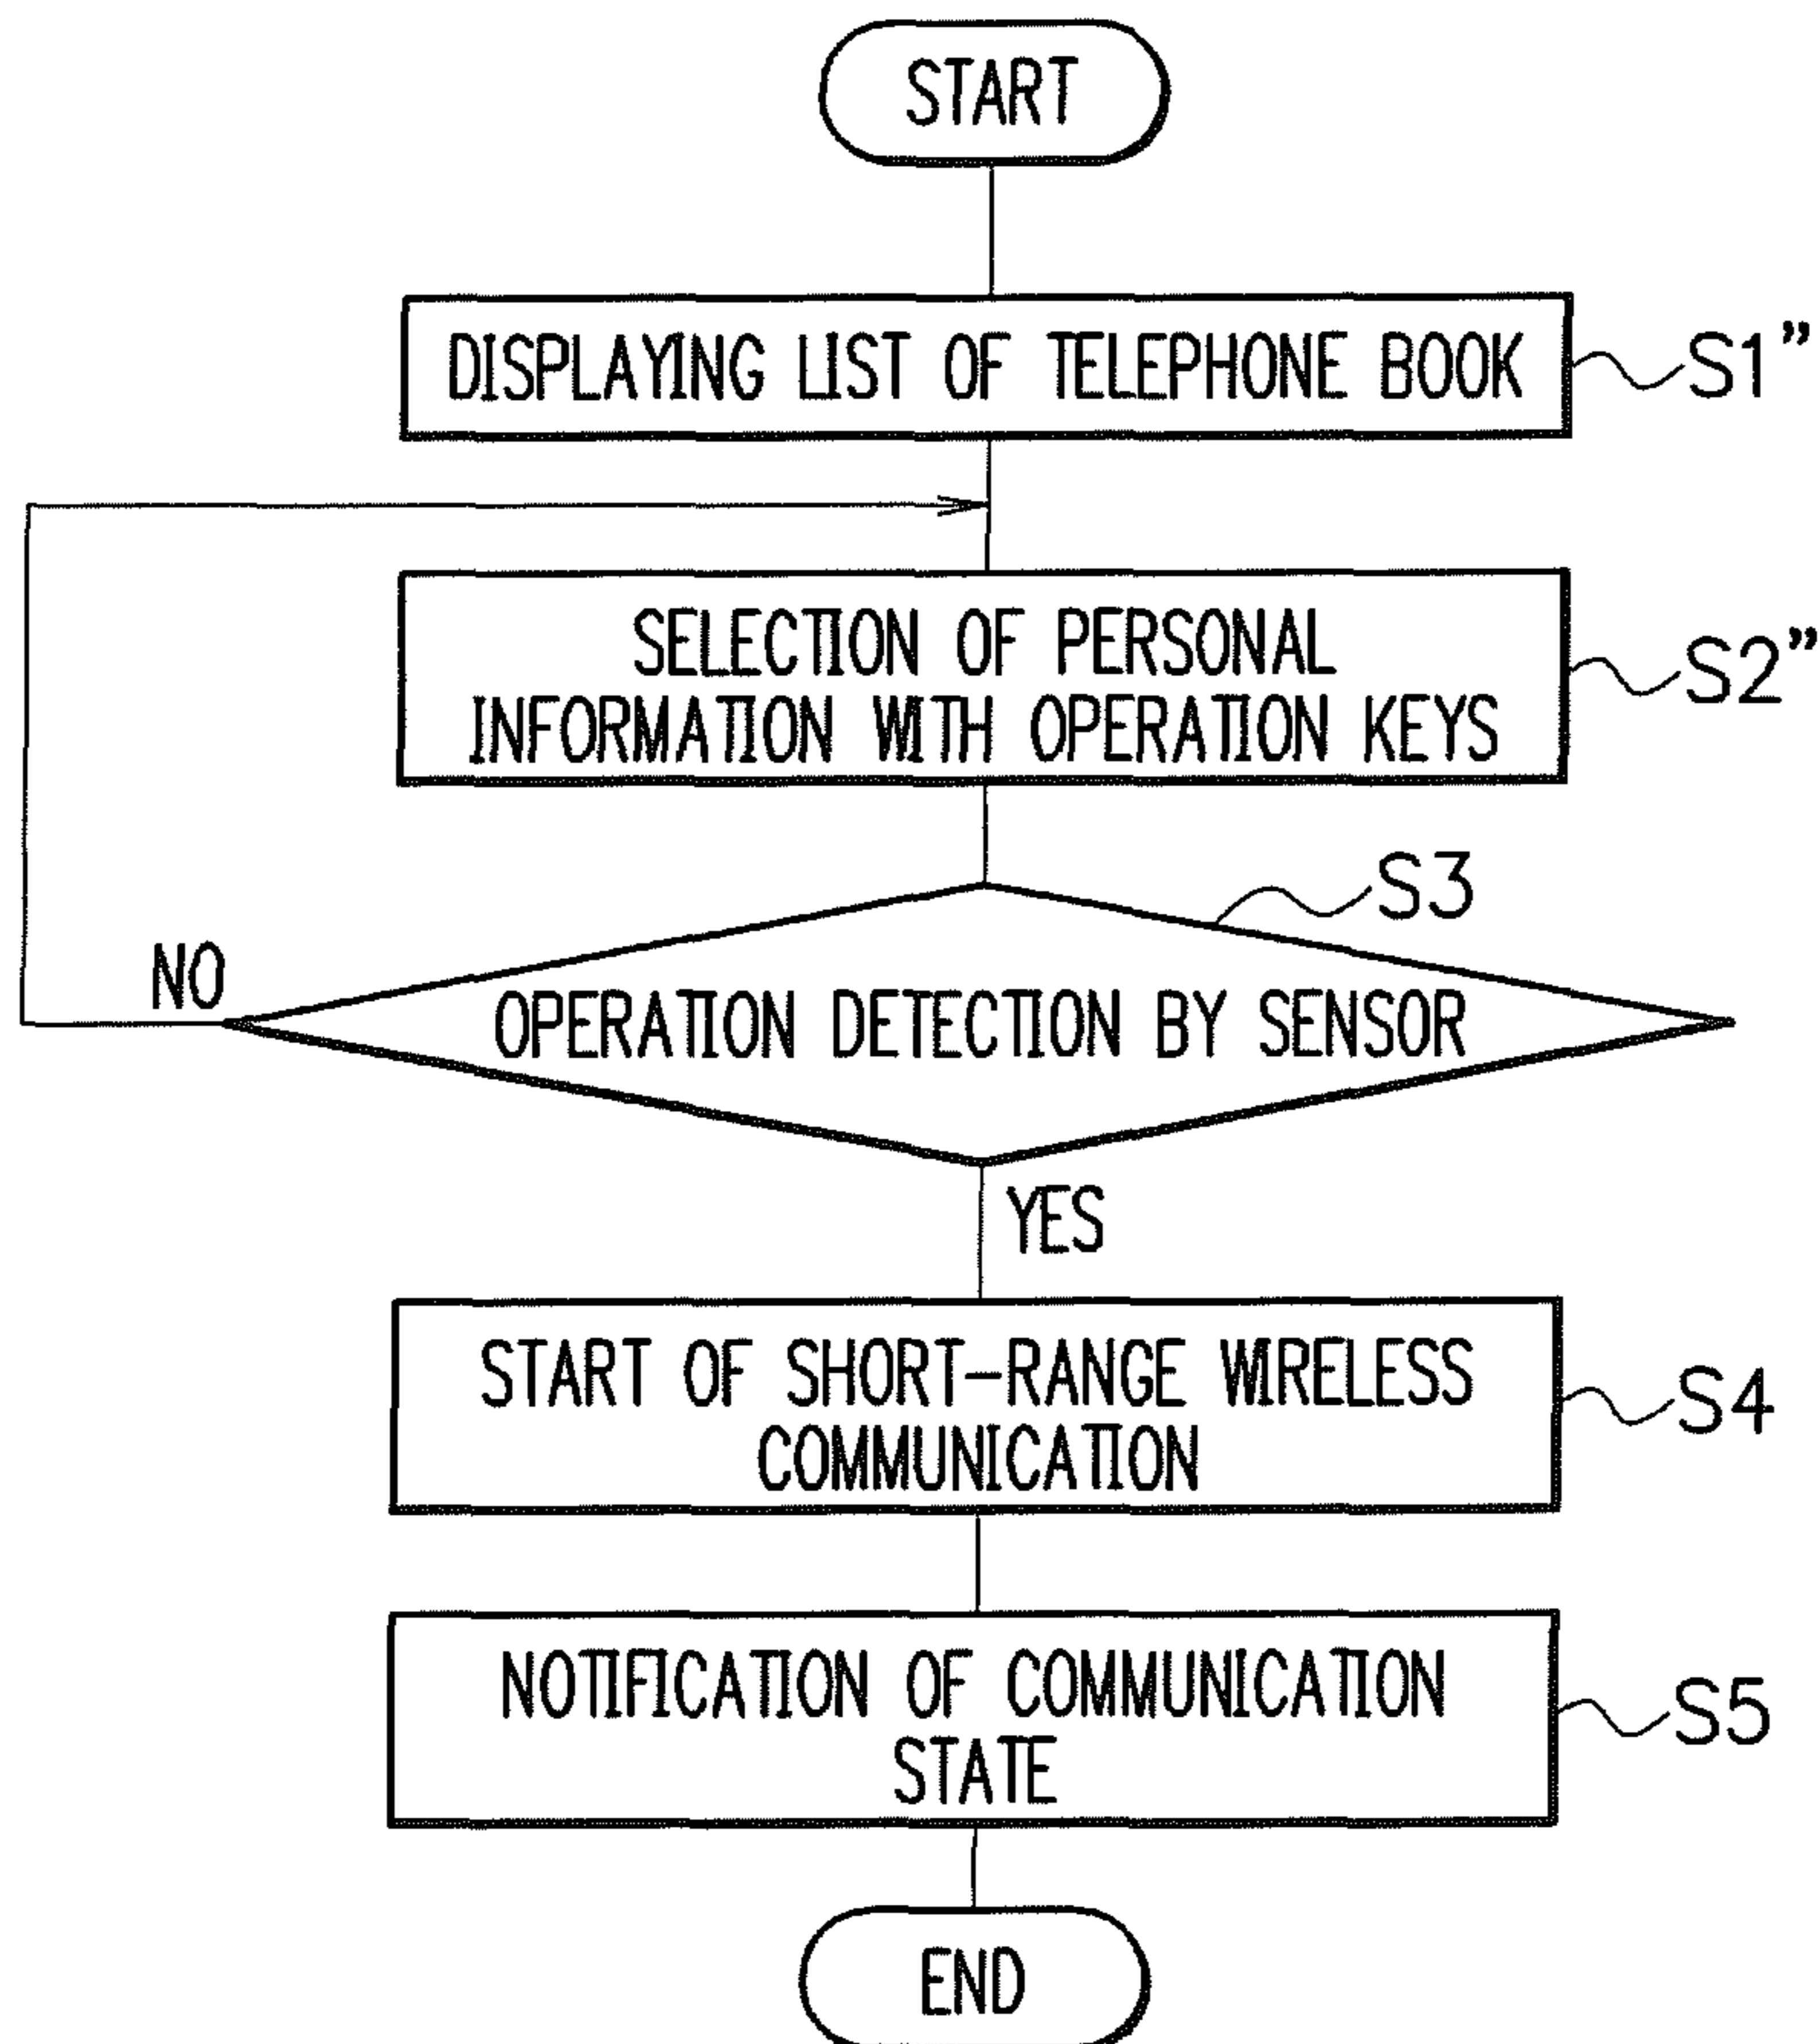 START
DISPLAYING LIST OF TELEPHONE BOOK
S1”
SELECTION OF PERSONAL
INFORMATION WITH OPERATION KEYS
S2”
S3
NO
OPERATION DETECTION BY SENSOR
YES
START OF SHORT-RANGE WIRELESS
COMMUNICATION
S4
NOTIFICATION OF COMMUNICATION
STATE
S5
END